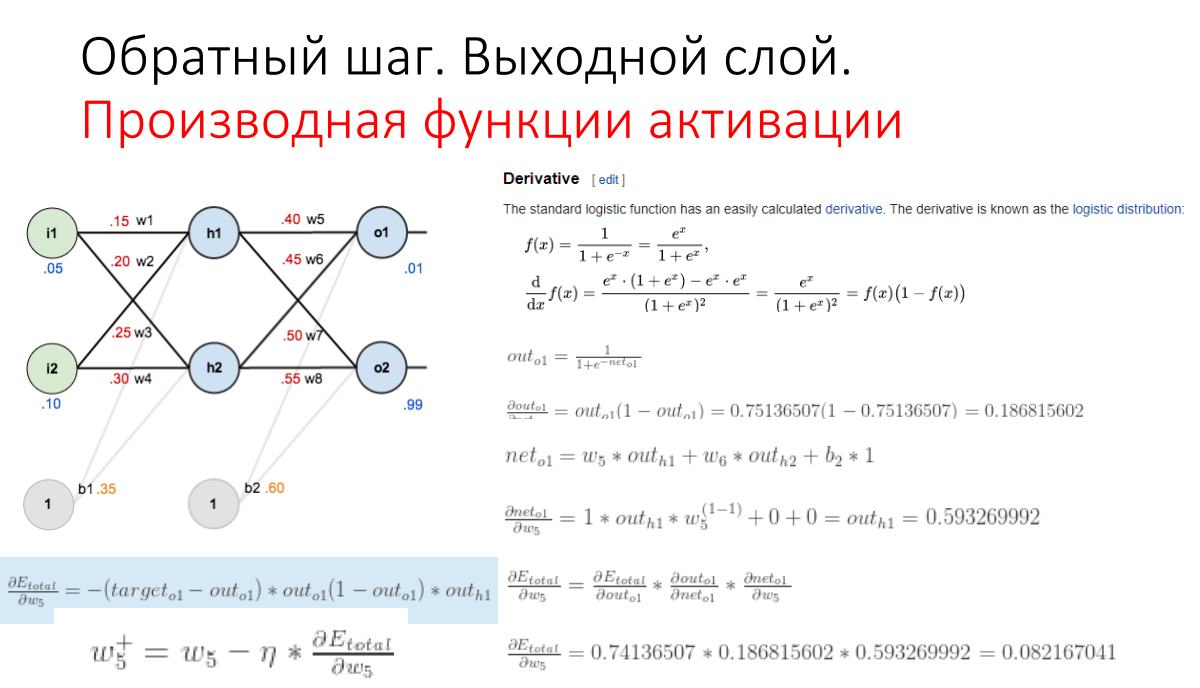 Обратный шаг. Выходной слой.
Производная функции активации
Derivative [ edit ]
The standard logistic function has an easily calculated derivative. The derivative is known as the logistic distribution:
f(x) = 1/(1 + e^{-x}) = e^x/(1 + e^x),
d/dx f(x) = (e^x · (1 + e^x) − e^x · e^x)/(1 + e^x)^2 = e^x/(1 + e^x)^2 = f(x)(1 − f(x))
i1
.05
.15 w1
.20 w2
h1
.40 w5
.45 w6
o1
.01
.25 w3
i2
.10
.30 w4
h2
.50 w7
.55 w8
o2
.99
1
b1 .35
1
b2 .60
out_{o1} = 1/(1+e^{-net_{o1}})
= out_{o1}(1 − out_{o1}) = 0.75136507(1 − 0.75136507) = 0.186815602
net_{o1} = w_5 * out_{h1} + w_6 * out_{h2} + b_2 * 1
∂net_{o1}/∂w_5 = 1 * out_{h1} * w_5^{(1−1)} + 0 + 0 = out_{h1} = 0.593269992
∂E_{total}/∂w_5 = ∂E_{total}/∂out_{o1} * ∂out_{o1}/∂net_{o1} * ∂net_{o1}/∂w_5
∂E_{total}/∂w_5 = 0.74136507 * 0.186815602 * 0.593269992 = 0.082167041
∂E_{total}/∂w_5 = −(target_{o1} − out_{o1}) * out_{o1}(1 − out_{o1}) * out_{h1}
w_5^+ = w_5 − η * ∂E_{total}/∂w_5